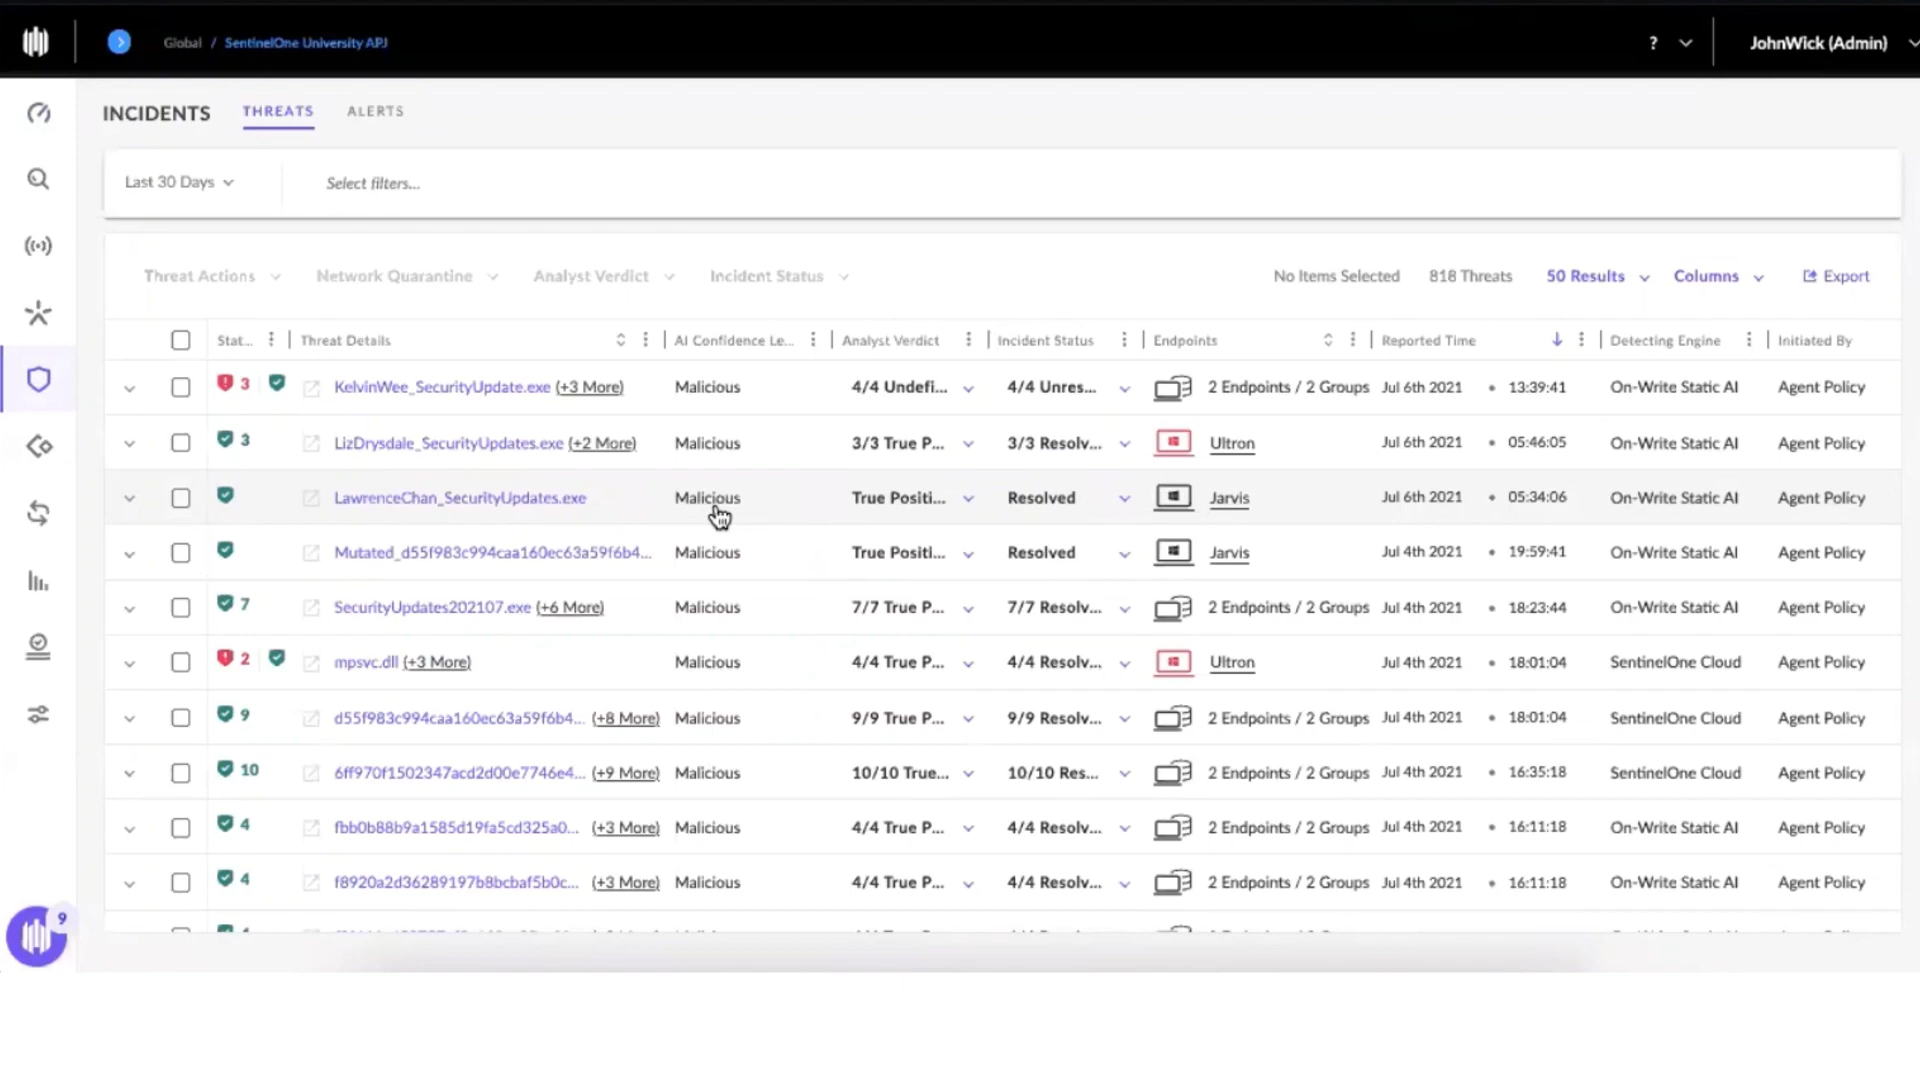 Global / SentinelOne University APJ ? JohnWick (Admin)
INCIDENTS THREATS ALERTS
Last 30 Days Select filters...
Threat Actions Network Quarantine Analyst Verdict Incident Status No Items Selected 818 Threats 50 Results Columns Export
Stat... Threat Details AI Confidence Le... Analyst Verdict Incident Status Endpoints Reported Time Detecting Engine Initiated By
3 KelvinWee_SecurityUpdate.exe (+3 More) Malicious 4/4 Undefi... 4/4 Unres... 2 Endpoints / 2 Groups Jul 6th 2021 • 13:39:41 On-Write Static AI Agent Policy
3 LizDrysdale_SecurityUpdates.exe (+2 More) Malicious 3/3 True P... 3/3 Resolv... Ultron Jul 6th 2021 • 05:46:05 On-Write Static AI Agent Policy
LawrenceChan_SecurityUpdates.exe Malicious True Positi... Resolved Jarvis Jul 6th 2021 • 05:34:06 On-Write Static AI Agent Policy
Mutated_d55f983c994caa160ec63a59f6b4... Malicious True Positi... Resolved Jarvis Jul 4th 2021 • 19:59:41 On-Write Static AI Agent Policy
7 SecurityUpdates202107.exe (+6 More) Malicious 7/7 True P... 7/7 Resolv... 2 Endpoints / 2 Groups Jul 4th 2021 • 18:23:44 On-Write Static AI Agent Policy
2 mpsvc.dll (+3 More) Malicious 4/4 True P... 4/4 Resolv... Ultron Jul 4th 2021 • 18:01:04 SentinelOne Cloud Agent Policy
9 d55f983c994caa160ec63a59f6b4... (+8 More) Malicious 9/9 True P... 9/9 Resolv... 2 Endpoints / 2 Groups Jul 4th 2021 • 18:01:04 SentinelOne Cloud Agent Policy
10 6ff970f1502347acd2d00e7746e4... (+9 More) Malicious 10/10 True... 10/10 Res... 2 Endpoints / 2 Groups Jul 4th 2021 • 16:35:18 SentinelOne Cloud Agent Policy
4 fbb0b88b9a1585d19fa5cd325a0... (+3 More) Malicious 4/4 True P... 4/4 Resolv... 2 Endpoints / 2 Groups Jul 4th 2021 • 16:11:18 On-Write Static AI Agent Policy
4 f8920a2d36289197b8bcbaf5b0c... (+3 More) Malicious 4/4 True P... 4/4 Resolv... 2 Endpoints / 2 Groups Jul 4th 2021 • 16:11:18 On-Write Static AI Agent Policy
9